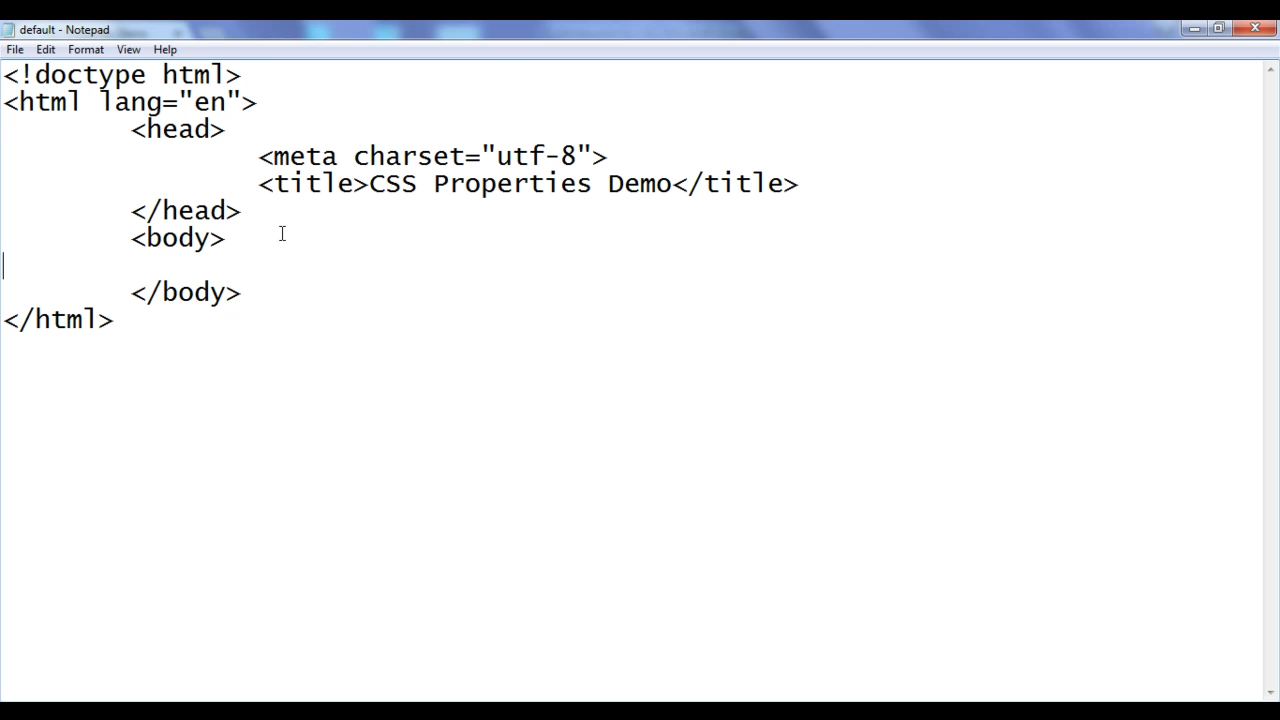 default - Notepad
File Edit Format View Help
<!doctype html>
<html lang="en">
<head>
<meta charset="utf-8">
<title>CSS Properties Demo</title>
</head>
<body>
</body>
</html>